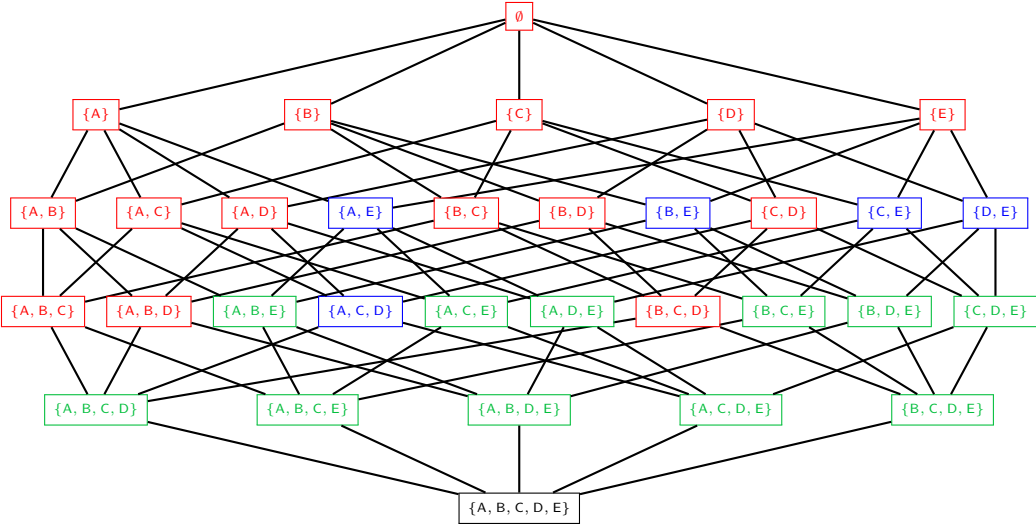 ∅
{A} {B} {C} {D} {E}
{A, B} {A, C} {A, D} {A, E} {B, C} {B, D} {B, E} {C, D} {C, E} {D, E}
{A, B, C} {A, B, D} {A, B, E} {A, C, D} {A, C, E} {A, D, E} {B, C, D} {B, C, E} {B, D, E} {C, D, E}
{A, B, C, D} {A, B, C, E} {A, B, D, E} {A, C, D, E} {B, C, D, E}
{A, B, C, D, E}